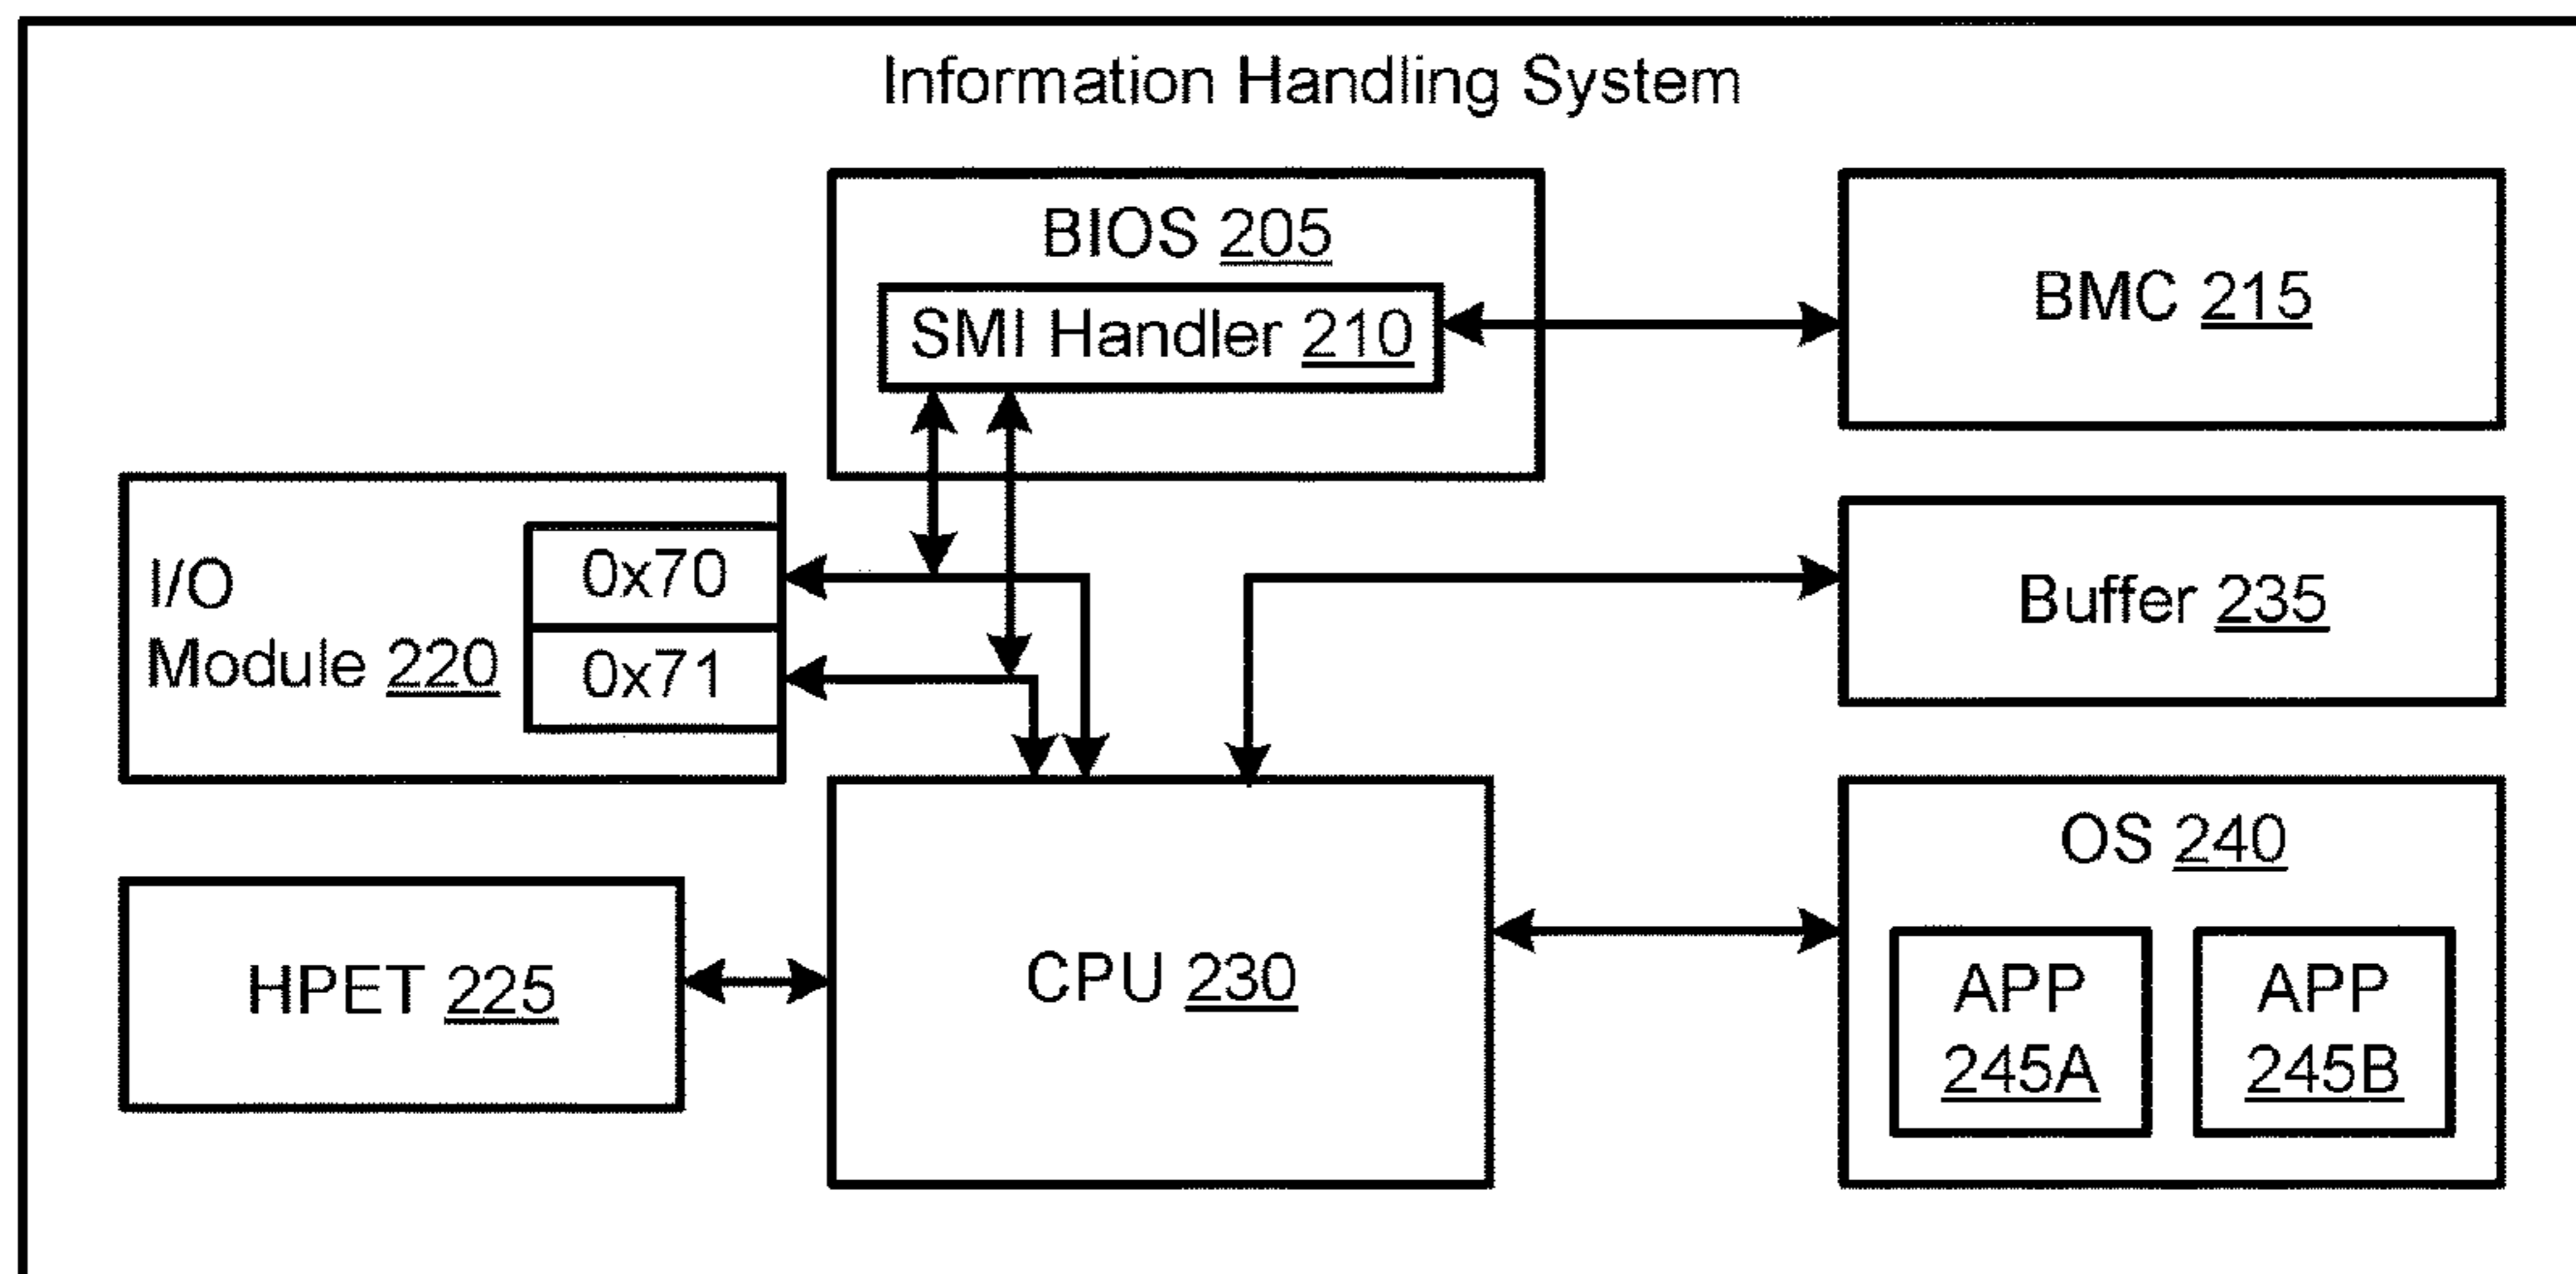 Information Handling System
BIOS 205
SMI Handler 210
BMC 215
I/O
Module 220
0x70
0x71
Buffer 235
HPET 225
CPU 230
OS 240
APP
245A
APP
245B